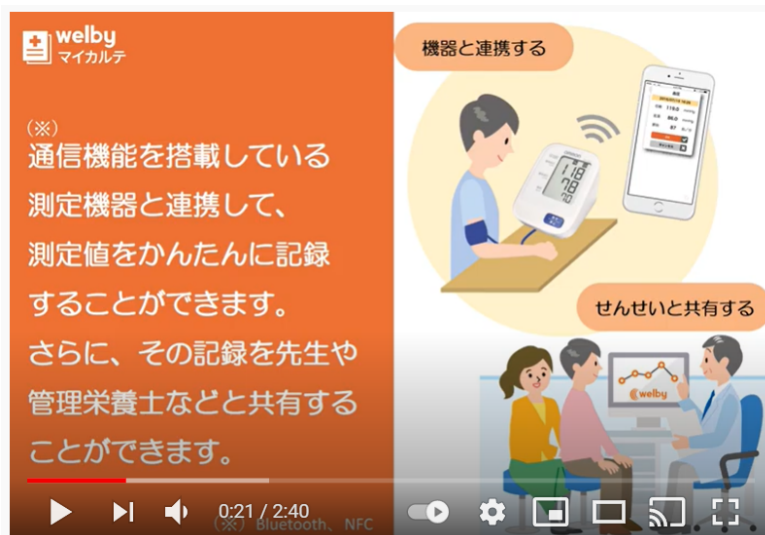 welby
マイカルテ
(※)
通信機能を搭載している
測定機器と連携して、
測定値をかんたんに記録
することができます。
さらに、その記録を先生や
管理栄養士などと共有する
ことができます。
機器と連携する
118
78
70
せんせいと共有する
welby
0:21 / 2:40
(※) Bluetooth、NFC